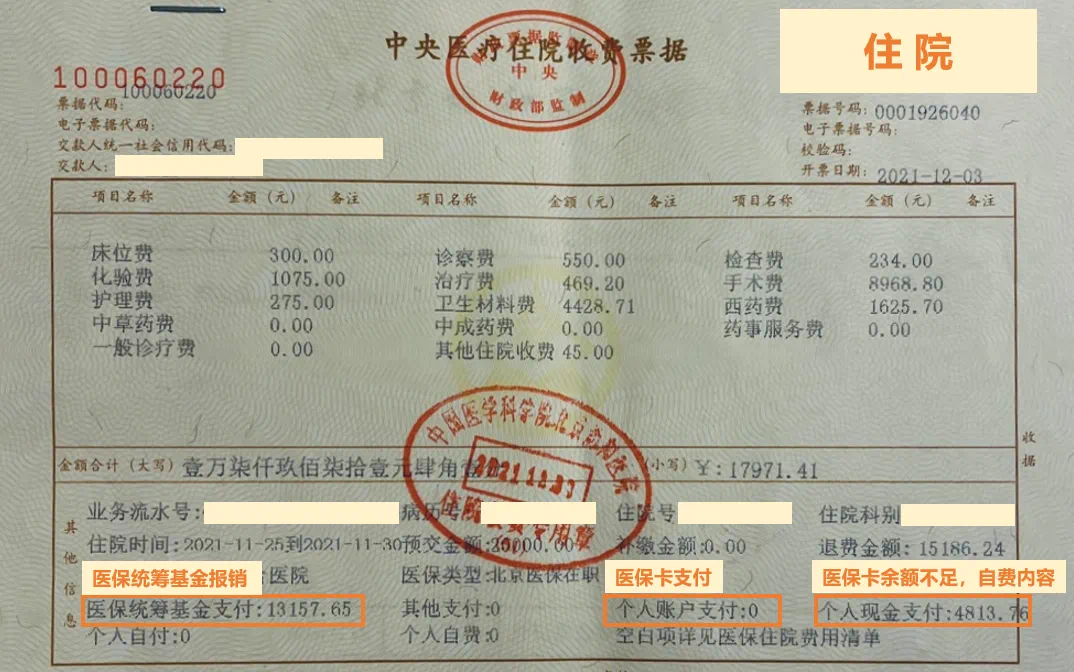 中央医疗住院收费票据
住院
中央
财政部监制
100060220
100060220
票据代码:
电子票据代码:
交款人统一社会信用代码:
交款人:
票据号码: 0001926040
电子票据号码:
校验码:
开票日期: 2021-12-03
项目名称 金额(元) 备注 项目名称 金额(元) 备注 项目名称 金额(元) 备注
床位费 300.00 诊察费 550.00 检查费 234.00
化验费 1075.00 治疗费 469.20 手术费 8968.80
护理费 275.00 卫生材料费 4428.71 西药费 1625.70
中草药费 0.00 中成药费 0.00 药事服务费 0.00
一般诊疗费 0.00 其他住院收费 45.00
金额合计(大写) 壹万柒仟玖佰柒拾壹元肆角 (小写) ¥:17971.41
收据
中国医学科学院北京协和医院
2021.12.03
业务流水号: 病历号 住院号 住院科别
住院时间:2021-11-25到2021-11-30 预交金额:20000.00 补缴金额:0.00 退费金额: 15186.24
医保统筹基金报销 医院 医保类型:北京医保在职 医保卡支付 医保卡余额不足，自费内容
医保统筹基金支付:13157.65 其他支付:0 个人账户支付:0 个人现金支付:4813.76
个人自付:0 个人自费:0 空白项详见医保住院费用清单
其他信息